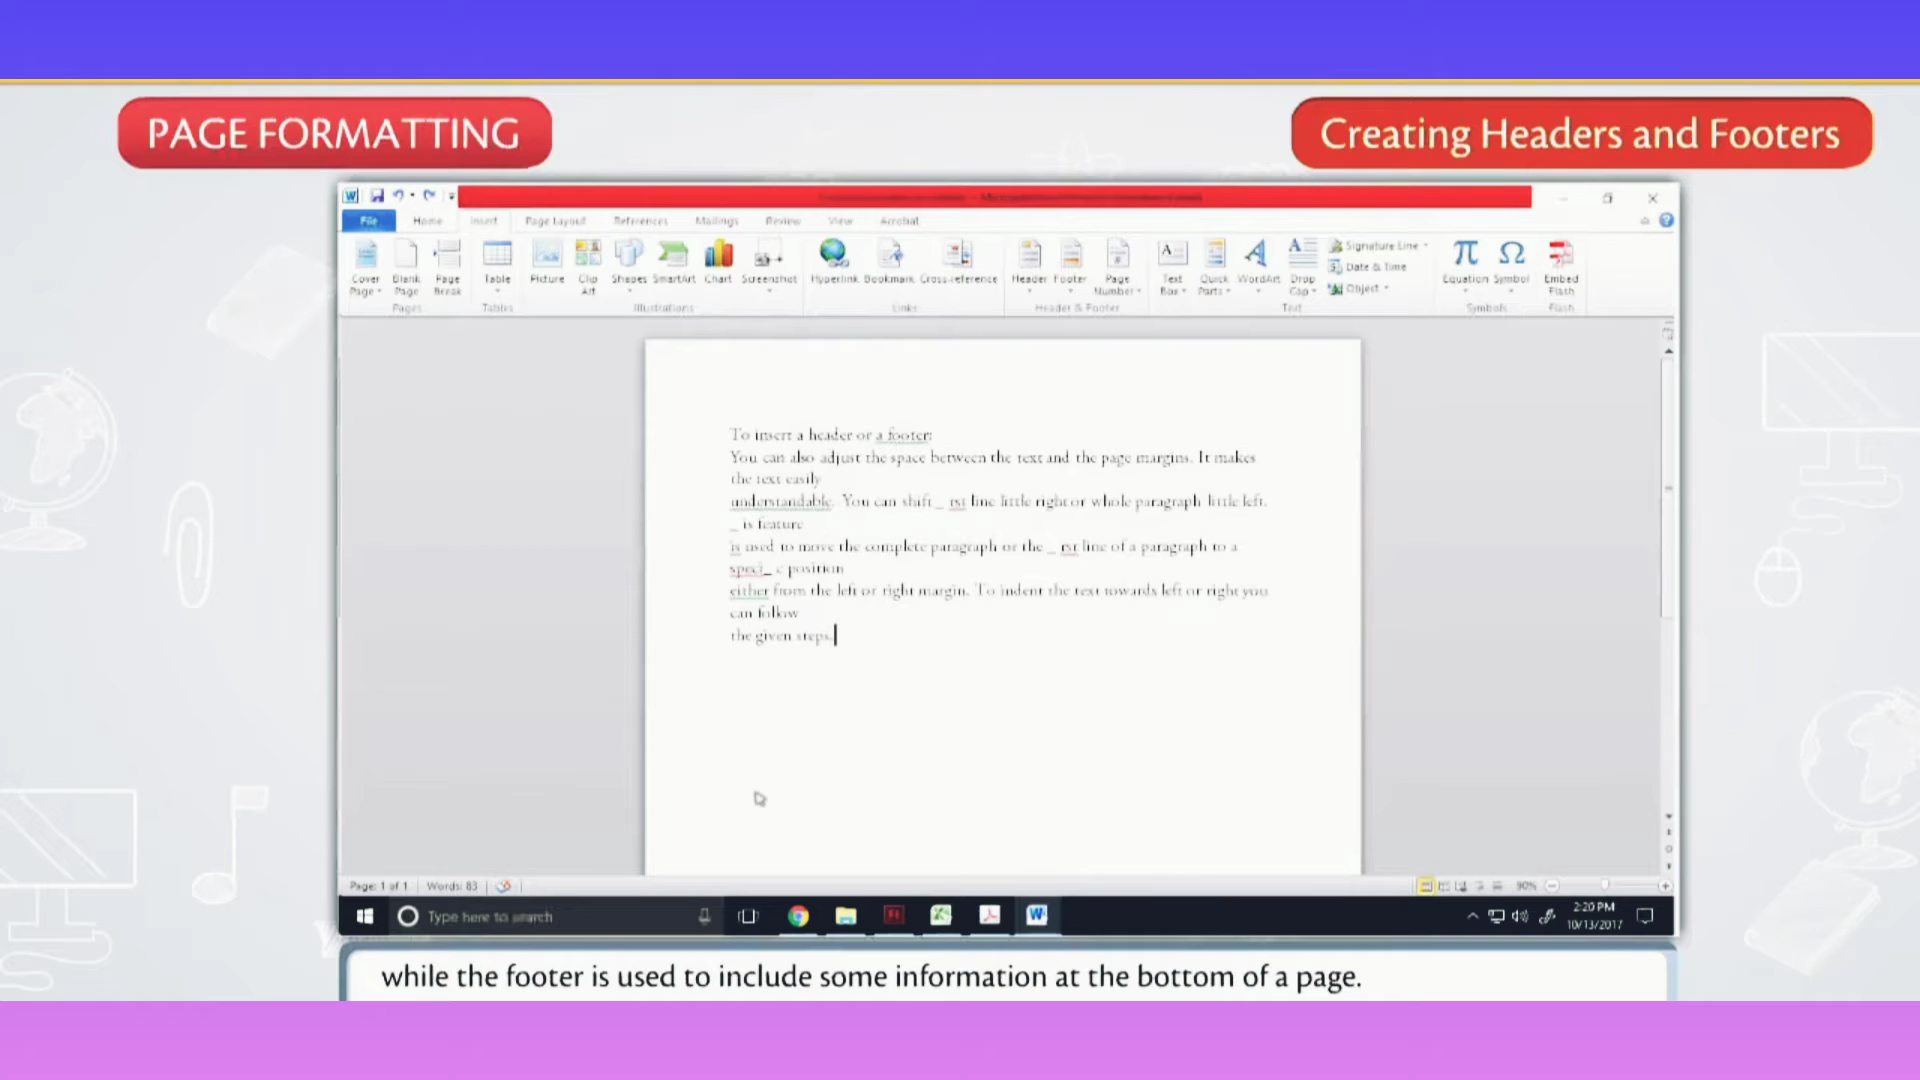 PAGE FORMATTING
Creating Headers and Footers
File Home Insert Page Layout References Mailings Review View Acrobat
Cover Page Blank Page Page Break Table Picture Clip Art Shapes SmartArt Chart Screenshot Hyperlink Bookmark Cross-reference Header Footer Page Number Text Box Quick Parts WordArt Drop Cap Signature Line Date & Time Object Equation Symbol Embed Flash
Pages Tables Illustrations Links Header & Footer Text Symbols Flash
To insert a header or a footer:
You can also adjust the space between the text and the page margins. It makes
the text easily
understandable. You can shift _ rst line little right or whole paragraph little left.
_ is feature
is used to move the complete paragraph or the _ rst line of a paragraph to a
speci_ c position
either from the left or right margin. To indent the text towards left or right you
can follow
the given steps.
Page: 1 of 1 Words: 83 90%
Type here to search
2:20 PM
10/13/2017
while the footer is used to include some information at the bottom of a page.